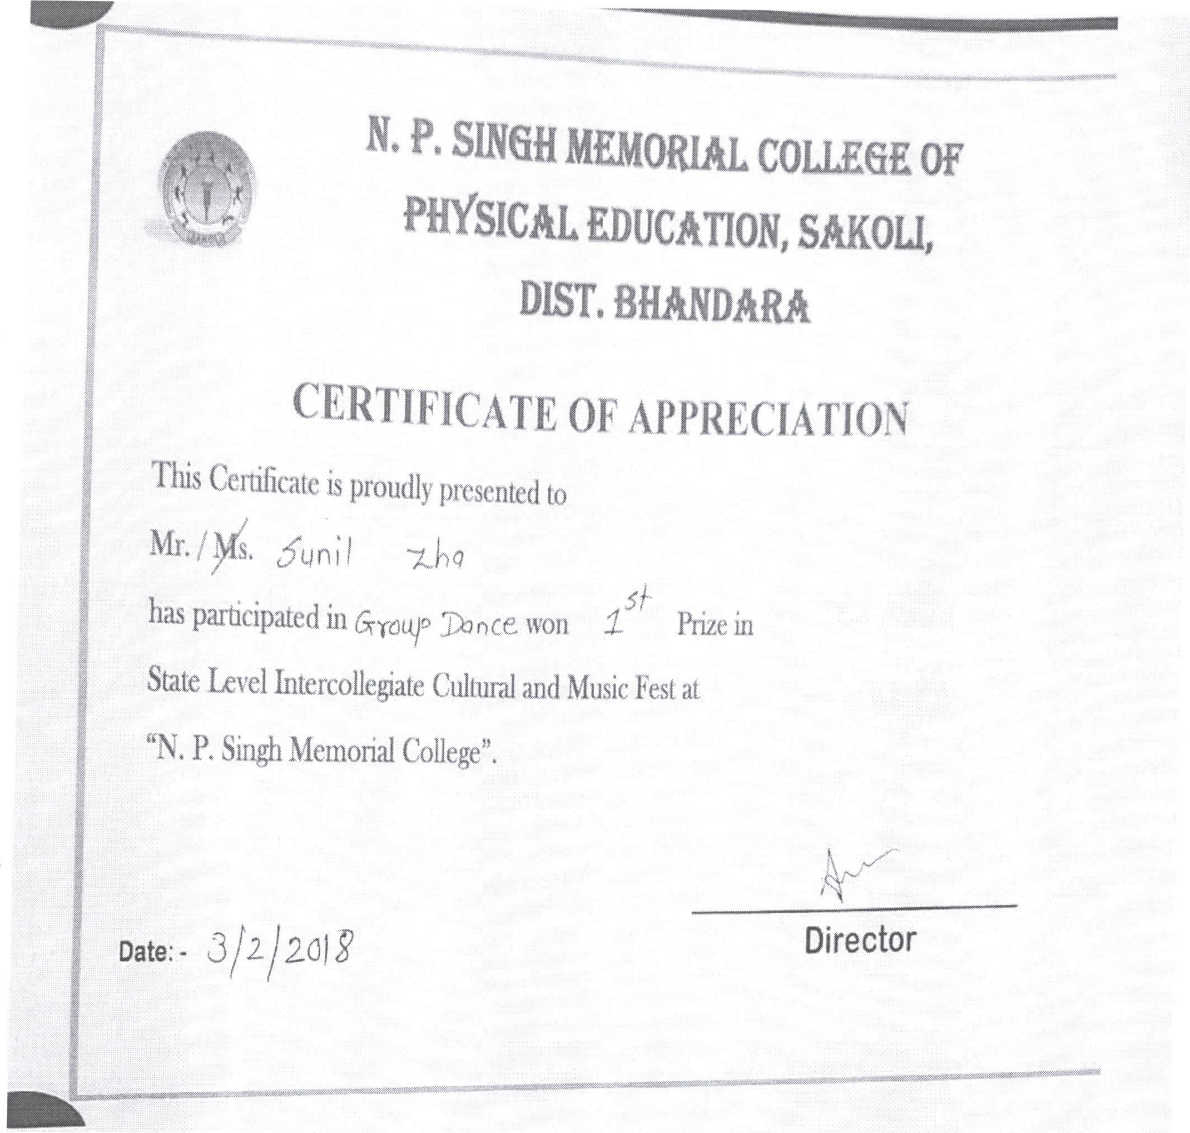 N. P. SINGH MEMORIAL COLLEGE OF
PHYSICAL EDUCATION, SAKOLI,
DIST. BHANDARA
SAKOLI
CERTIFICATE OF APPRECIATION
This Certificate is proudly presented to
Mr. / Ms. Sunil Zha
has participated in Group Dance won 1st Prize in
State Level Intercollegiate Cultural and Music Fest at
“N. P. Singh Memorial College”.
Director
Date: - 3/2/2018